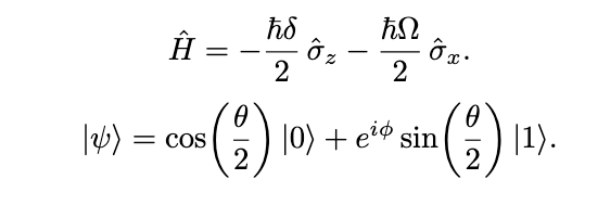 Ĥ = −ħδ/2 σ̂_z − ħΩ/2 σ̂_x.
|ψ⟩ = cos(θ/2) |0⟩ + e^{iϕ} sin(θ/2) |1⟩.